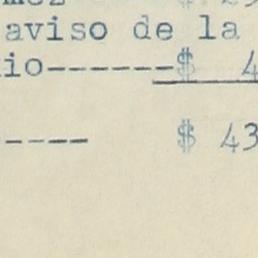 aviso de la
io------$ 4
---- $ 43